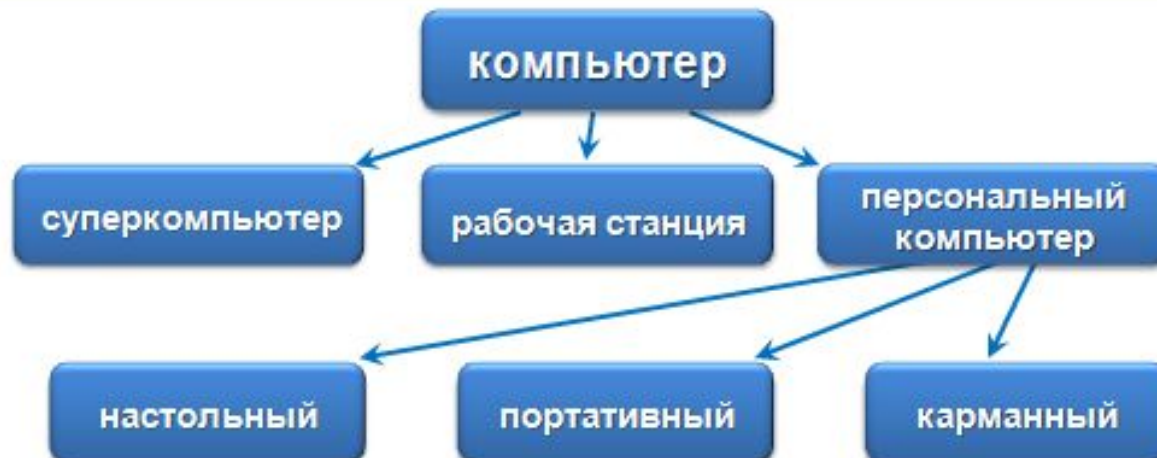 компьютер
суперкомпьютер
рабочая станция
персональный
компьютер
настольный
портативный
карманный